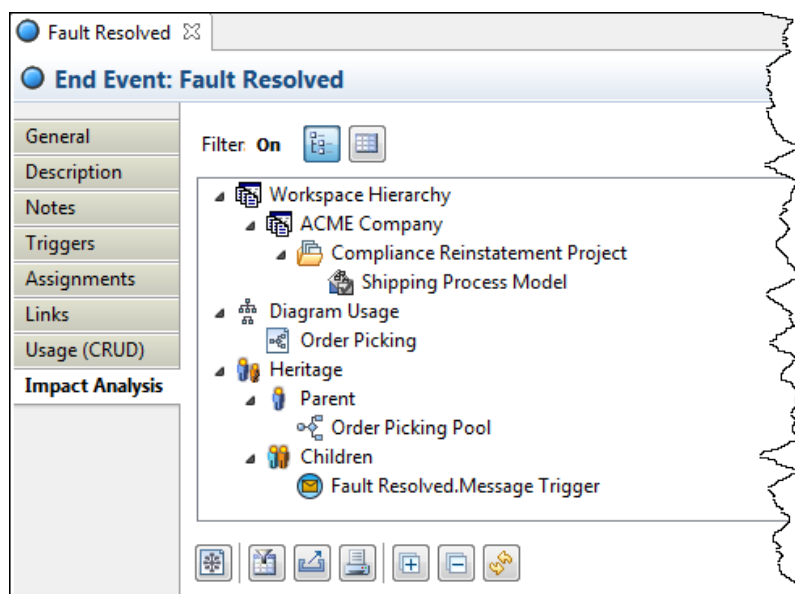 Fault Resolved
End Event: Fault Resolved
General
Description
Notes
Triggers
Assignments
Links
Usage (CRUD)
Impact Analysis
Filter: On
Workspace Hierarchy
ACME Company
Compliance Reinstatement Project
Shipping Process Model
Diagram Usage
Order Picking
Heritage
Parent
Order Picking Pool
Children
Fault Resolved.Message Trigger